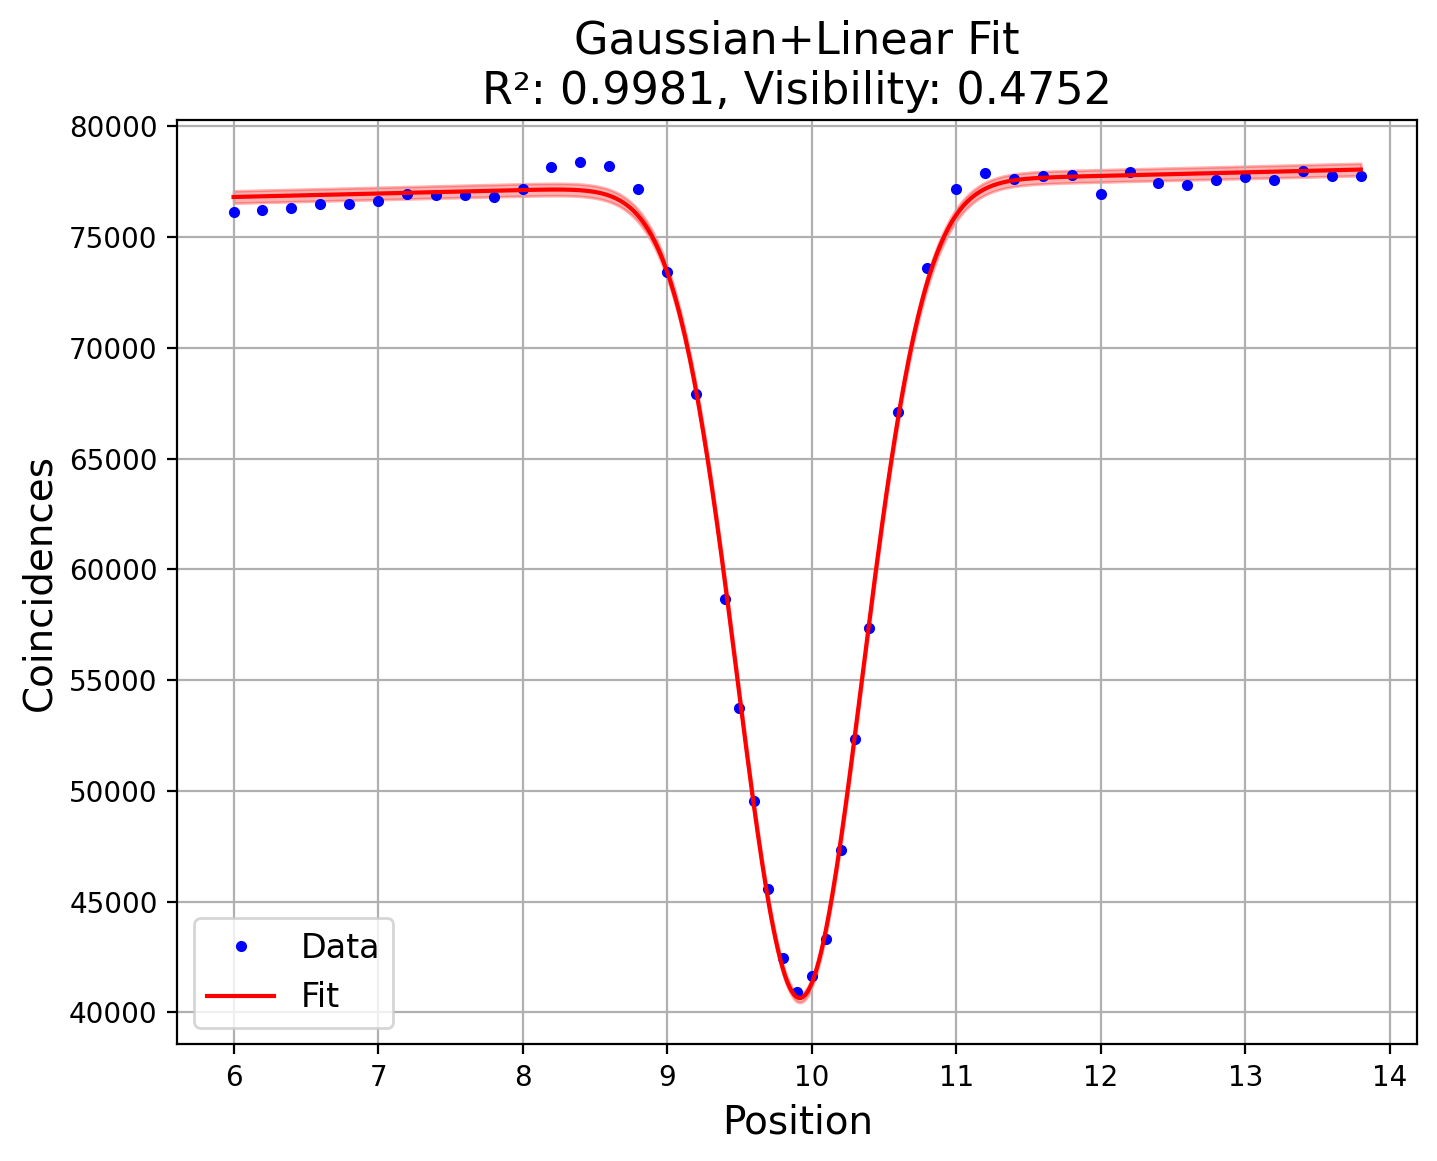 Gaussian+Linear Fit
R²: 0.9981, Visibility: 0.4752
80000
75000
70000
65000
60000
55000
50000
45000
40000
Coincidences
Data
Fit
6 7 8 9 10 11 12 13 14
Position